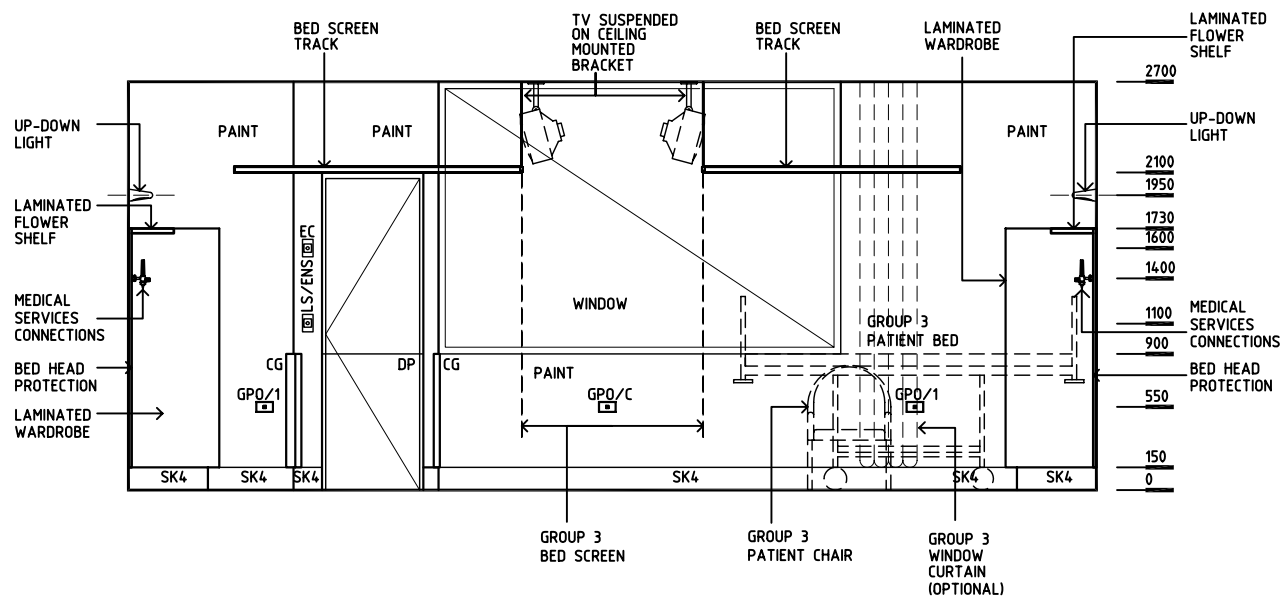 BED SCREEN
TRACK
TV SUSPENDED
ON CEILING
MOUNTED
BRACKET
BED SCREEN
TRACK
LAMINATED
WARDROBE
LAMINATED
FLOWER
SHELF
2700
UP-DOWN
LIGHT
PAINT
PAINT
PAINT
UP-DOWN
LIGHT
2100
1950
LAMINATED
FLOWER
SHELF
1730
1600
1400
EC
LS/ENS
MEDICAL
SERVICES
CONNECTIONS
WINDOW
GROUP 3
PATIENT BED
1100
MEDICAL
SERVICES
CONNECTIONS
900
BED HEAD
PROTECTION
CG
DP
CG
PAINT
BED HEAD
PROTECTION
LAMINATED
WARDROBE
GPO/1
GPO/C
GPO/1
550
150
SK4
SK4
SK4
SK4
SK4
SK4
0
GROUP 3
BED SCREEN
GROUP 3
PATIENT CHAIR
GROUP 3
WINDOW
CURTAIN
(OPTIONAL)